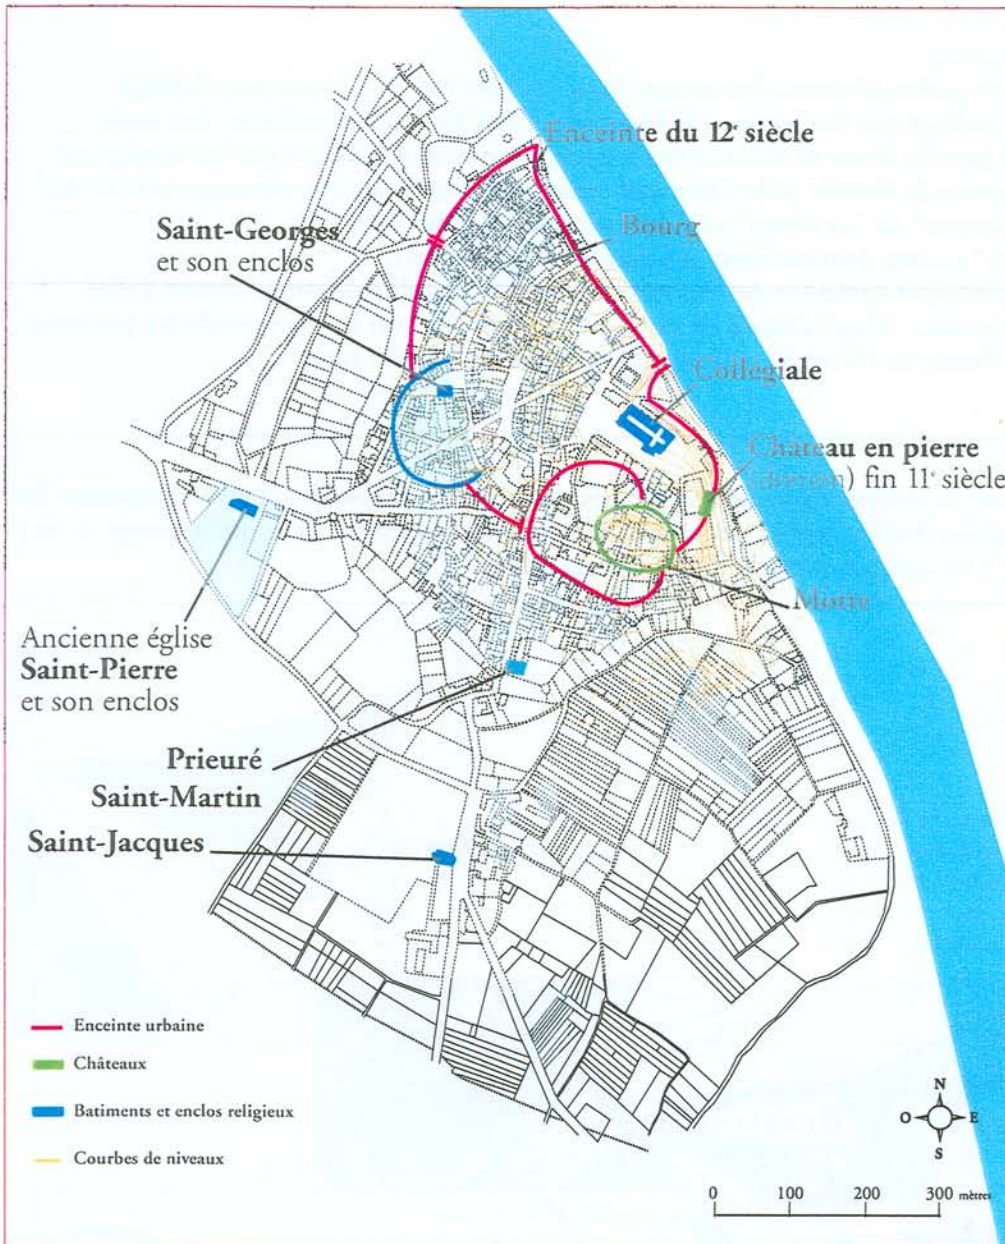 Enceinte du 12e siècle
Saint-Georges
et son enclos
Bourg
Collégiale
Château en pierre
(donjon) fin 11e siècle
Motte
Ancienne église
Saint-Pierre
et son enclos
Prieuré
Saint-Martin
Saint-Jacques
Enceinte urbaine
Châteaux
Batiments et enclos religieux
Courbes de niveaux
N
O
E
S
0 100 200 300 mètres